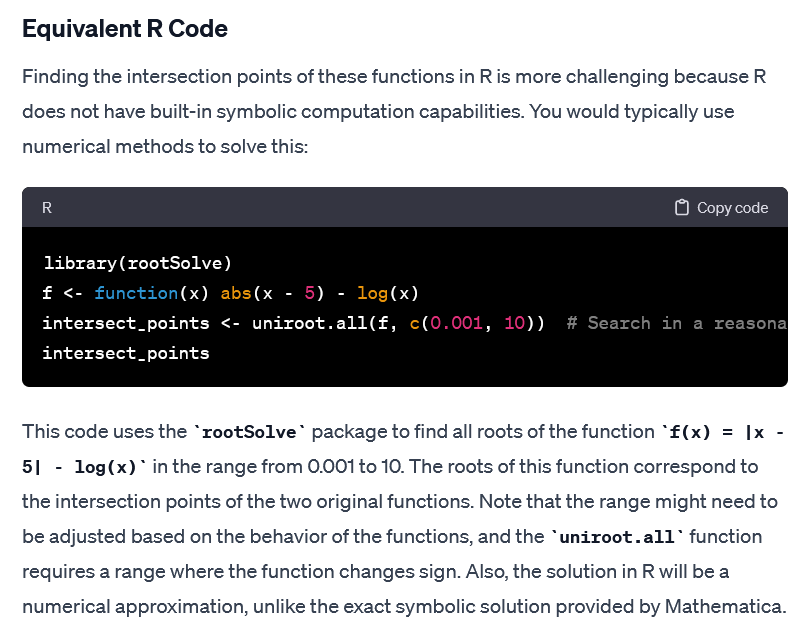 Equivalent R Code
Finding the intersection points of these functions in R is more challenging because R
does not have built-in symbolic computation capabilities. You would typically use
numerical methods to solve this:
R
Copy code
library(rootSolve)
f <- function(x) abs(x - 5) - log(x)
intersect_points <- uniroot.all(f, c(0.001, 10))  # Search in a reasona
intersect_points
This code uses the `rootSolve` package to find all roots of the function `f(x) = |x -
5| - log(x)` in the range from 0.001 to 10. The roots of this function correspond to
the intersection points of the two original functions. Note that the range might need to
be adjusted based on the behavior of the functions, and the `uniroot.all` function
requires a range where the function changes sign. Also, the solution in R will be a
numerical approximation, unlike the exact symbolic solution provided by Mathematica.